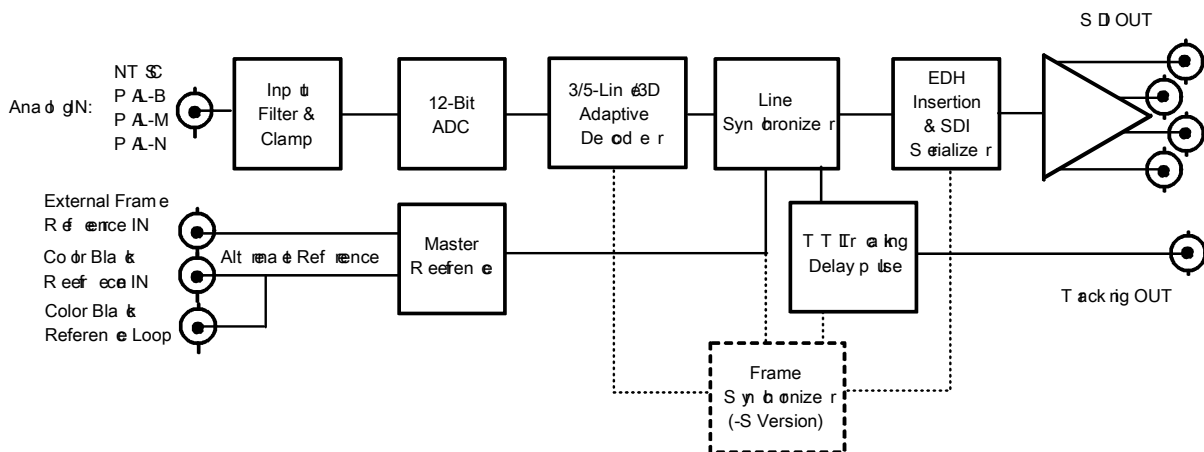 SDI OUT
NTSC
PAL-B
PAL-M
PAL-N
Analog IN:
Input
Filter &
Clamp
12-Bit
ADC
3/5-Line/3D
Adaptive
Decoder
Line
Synchronizer
EDH
Insertion
& SDI
Serializer
External Frame
Reference IN
Color Black
Reference IN
Color Black
Reference Loop
Alternate Reference
Master
Reference
TTL Tracking
Delay pulse
Tracking OUT
Frame
Synchronizer
(-S Version)